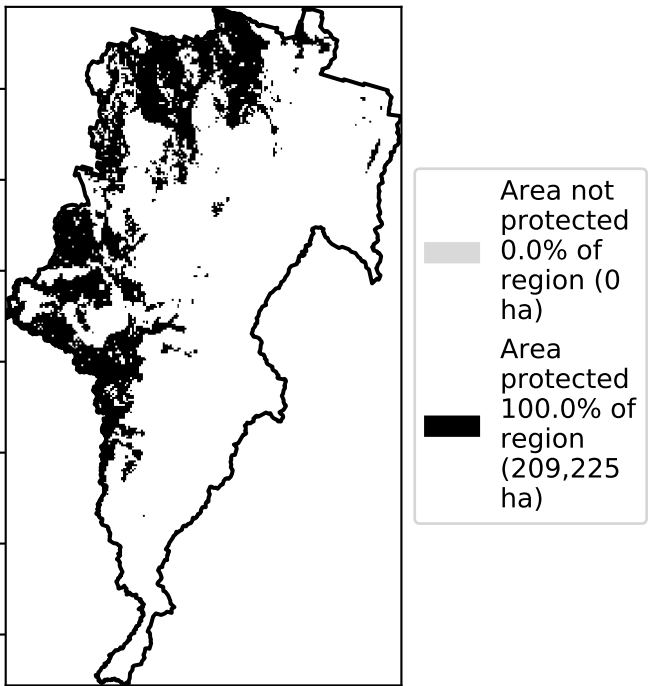 Area not
protected
0.0% of
region (0
ha)
Area
protected
100.0% of
region
(209,225
ha)